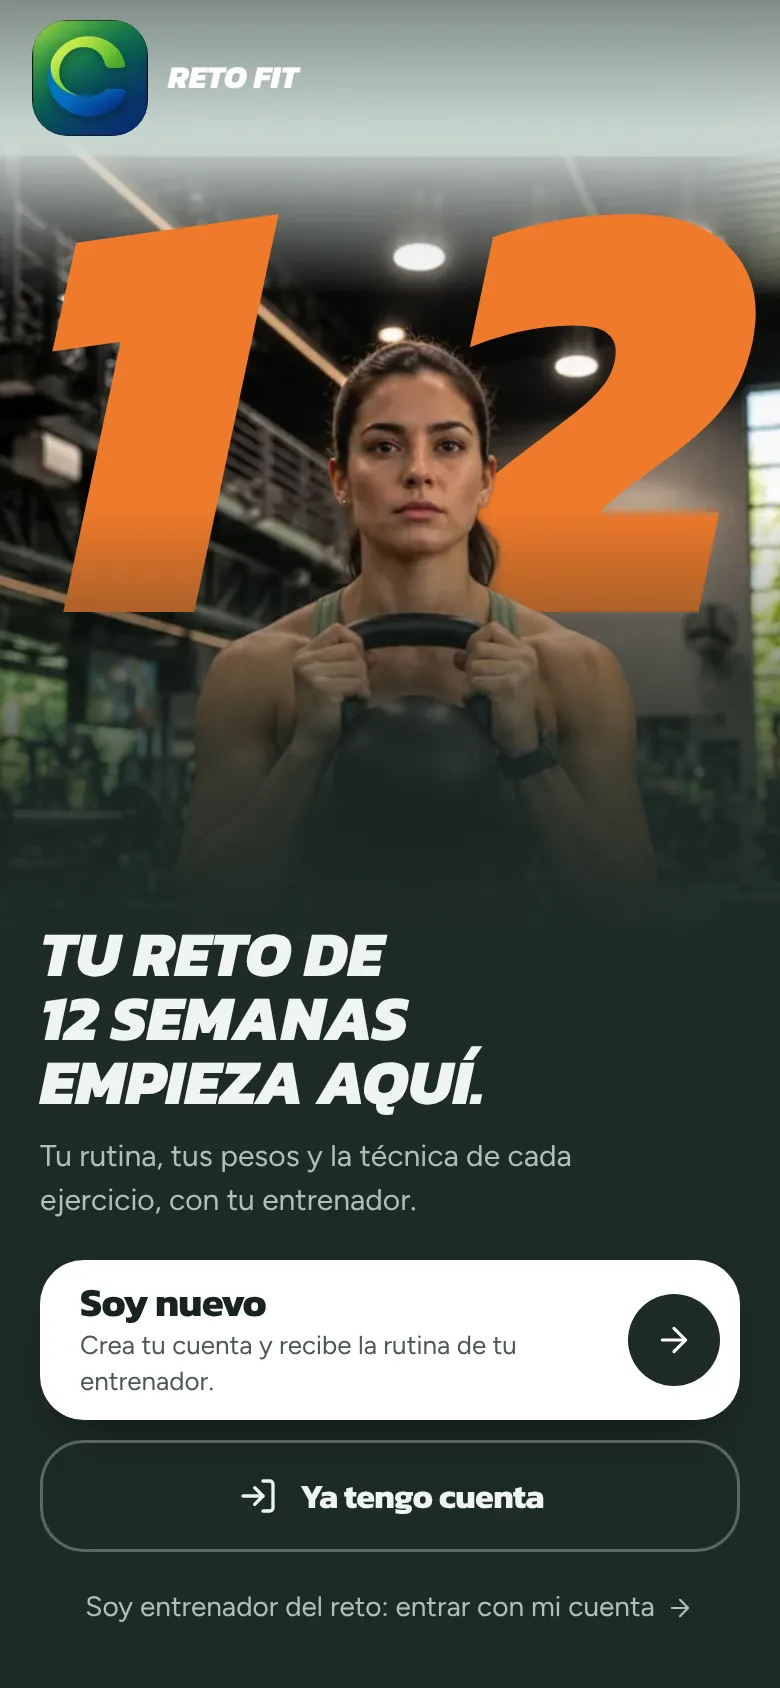 RETO FIT
12
TU RETO DE
12 SEMANAS
EMPIEZA AQUÍ.
Tu rutina, tus pesos y la técnica de cada
ejercicio, con tu entrenador.
Soy nuevo
Crea tu cuenta y recibe la rutina de tu
entrenador.
Ya tengo cuenta
Soy entrenador del reto: entrar con mi cuenta →